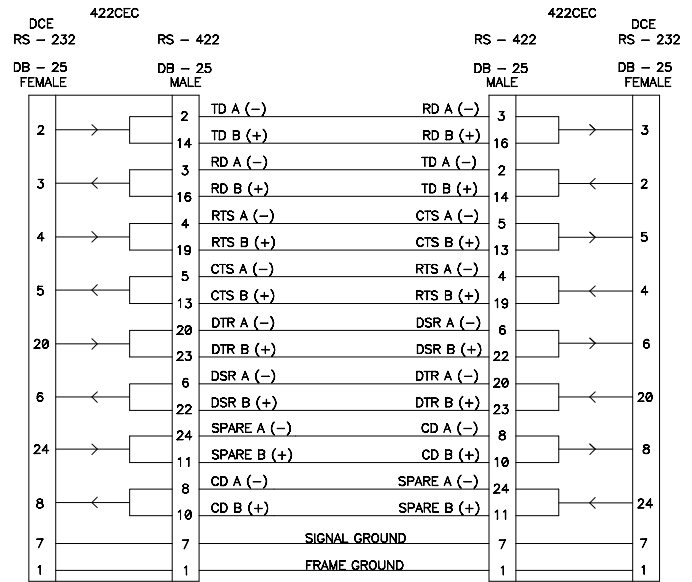 422CEC 422CEC
DCE DCE
RS – 232 RS – 422 RS – 422 RS – 232
DB – 25 DB – 25 DB – 25 DB – 25
FEMALE MALE MALE FEMALE
2 TD A (–) RD A (–) 3
2 3
14 TD B (+) RD B (+) 16
3 RD A (–) TD A (–) 2
3 2
16 RD B (+) TD B (+) 14
4 RTS A (–) CTS A (–) 5
4 5
19 RTS B (+) CTS B (+) 13
5 CTS A (–) RTS A (–) 4
5 4
13 CTS B (+) RTS B (+) 19
20 DTR A (–) DSR A (–) 6
20 6
23 DTR B (+) DSR B (+) 22
6 DSR A (–) DTR A (–) 20
6 20
22 DSR B (+) DTR B (+) 23
24 SPARE A (–) CD A (–) 8
24 8
11 SPARE B (+) CD B (+) 10
8 CD A (–) SPARE A (–) 24
8 24
10 CD B (+) SPARE B (+) 11
7 7 SIGNAL GROUND 7 7
1 1 FRAME GROUND 1 1